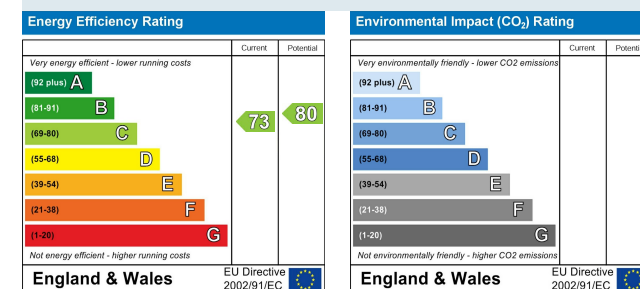 Energy Efficiency Rating
Current Potential
Very energy efficient - lower running costs
(92 plus) A
(81-91) B
(69-80) C
(55-68) D
(39-54) E
(21-38) F
(1-20) G
73
80
Not energy efficient - higher running costs
England & Wales
EU Directive
2002/91/EC
Environmental Impact (CO2) Rating
Current Potenti
Very environmentally friendly - lower CO2 emissions
(92 plus) A
(81-91) B
(69-80) C
(55-68) D
(39-54) E
(21-38) F
(1-20) G
Not environmentally friendly - higher CO2 emissions
England & Wales
EU Directive
2002/91/EC